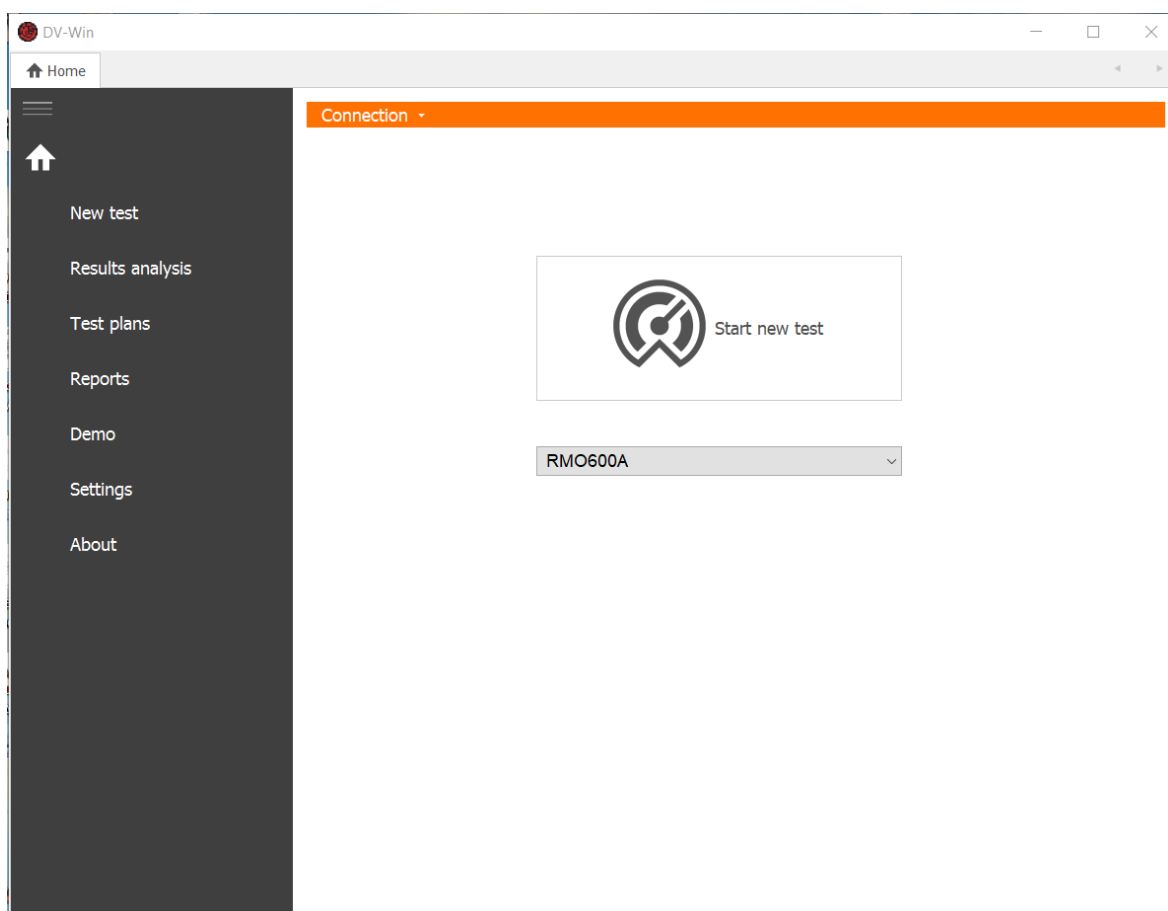 DV-Win
Home
Connection
New test
Results analysis
Test plans
Reports
Demo
Settings
About
Start new test
RMO600A